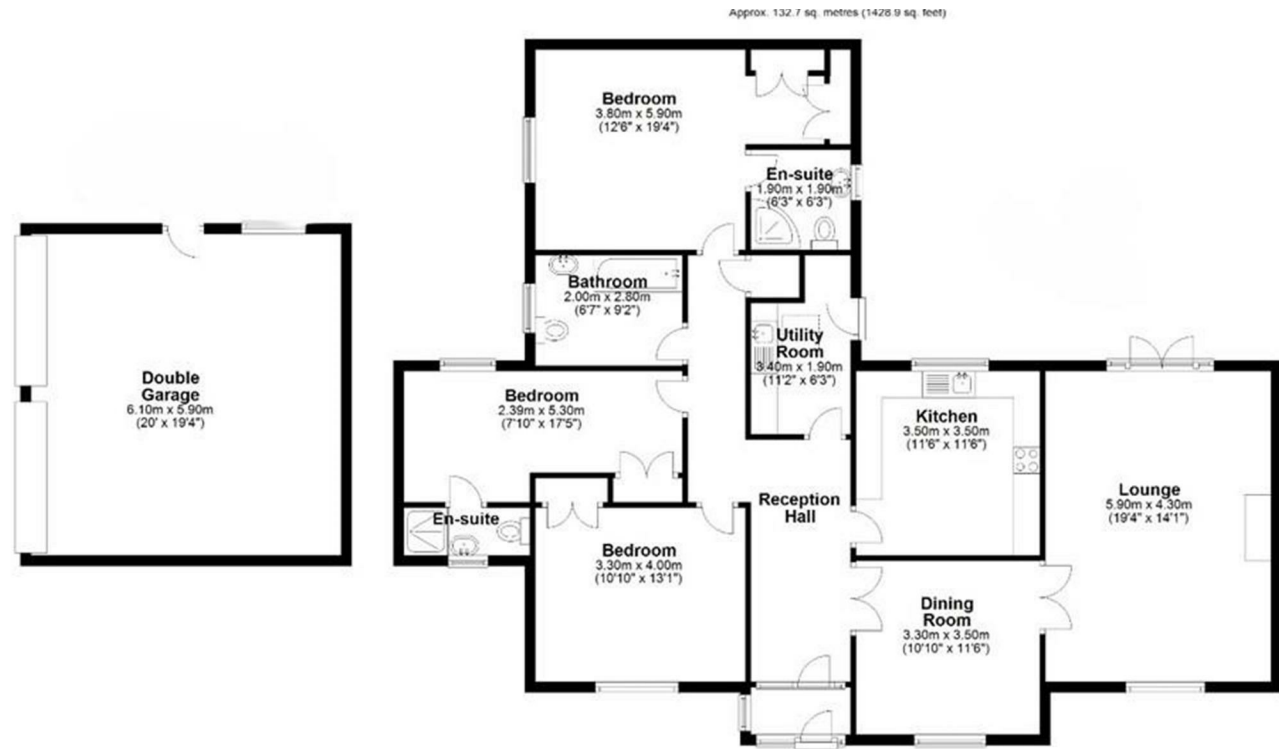 Approx. 132.7 sq. metres (1428.9 sq. feet)
Bedroom
3.80m x 5.90m
(12'6" x 19'4")
En-suite
1.90m x 1.90m
(6'3" x 6'3")
Bathroom
2.00m x 2.80m
(6'7" x 9'2")
Utility
Room
3.40m x 1.90m
(11'2" x 6'3")
Double
Garage
6.10m x 5.90m
(20' x 19'4")
Bedroom
2.39m x 5.30m
(7'10" x 17'5")
Kitchen
3.50m x 3.50m
(11'6" x 11'6")
Lounge
5.90m x 4.30m
(19'4" x 14'1")
Reception
Hall
En-suite
Bedroom
3.30m x 4.00m
(10'10" x 13'1")
Dining
Room
3.30m x 3.50m
(10'10" x 11'6")